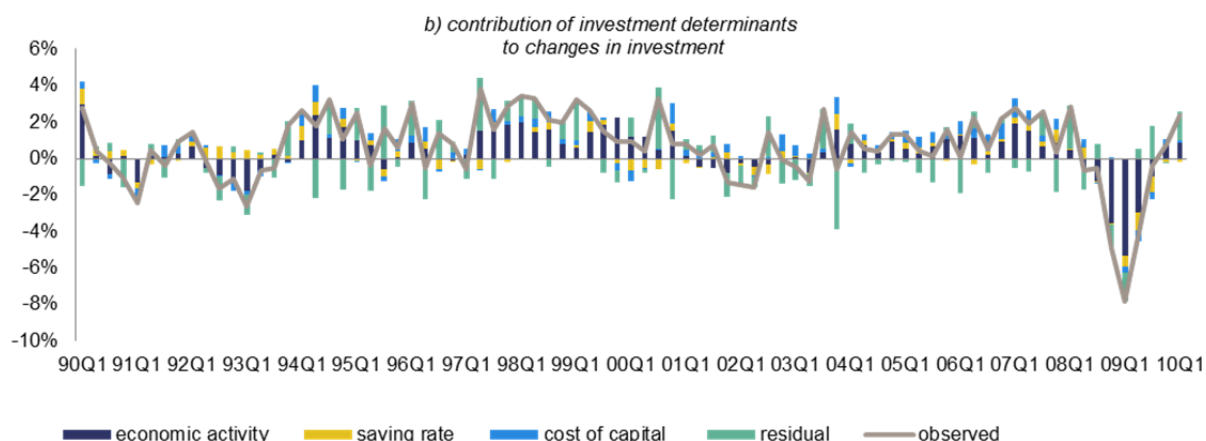 b) contribution of investment determinants
to changes in investment
6%
4%
2%
0%
-2%
-4%
-6%
-8%
-10%
90Q1 91Q1 92Q1 93Q1 94Q1 95Q1 96Q1 97Q1 98Q1 99Q1 00Q1 01Q1 02Q1 03Q1 04Q1 05Q1 06Q1 07Q1 08Q1 09Q1 10Q1
economic activity saving rate cost of capital residual observed